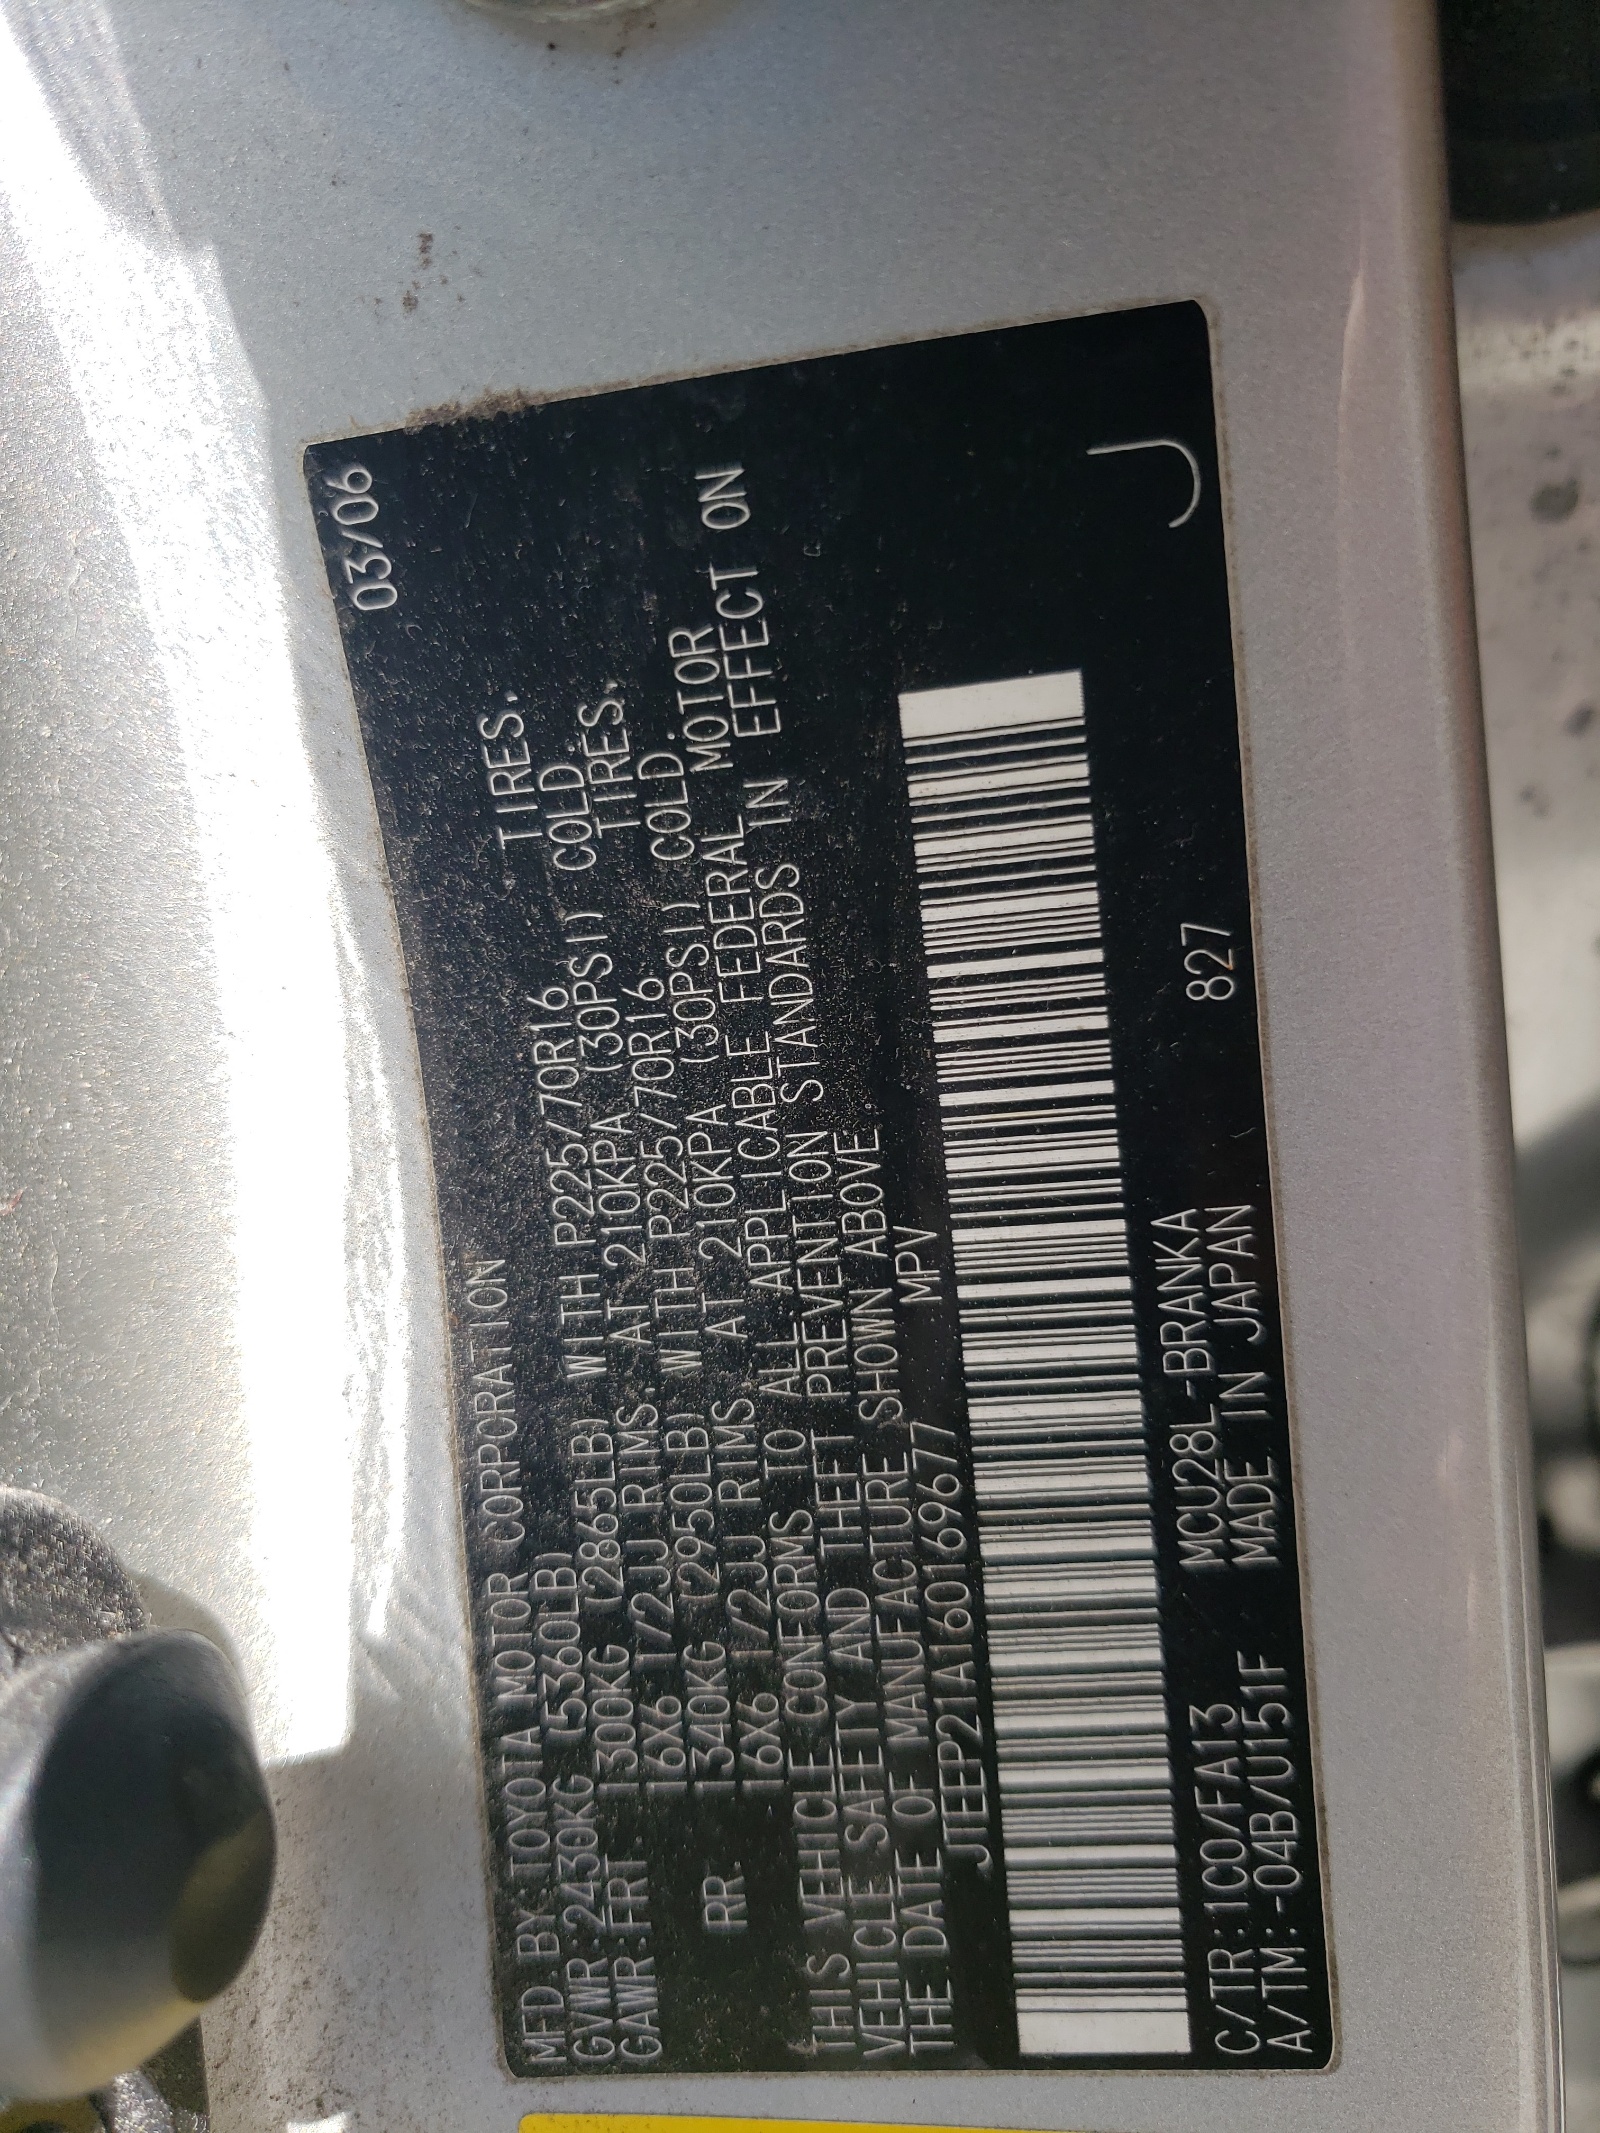 03/06
MFD.BY:TOYOTA MOTOR CORPORATION
GVWR:2430KG (5360LB)
GAWR:FRT. 1300KG (2865LB) WITH P225/70R16 TIRES.
16X6 1/2JJ RIMS, AT 210KPA (30PSI) COLD.
RR. 1340KG (2950LB) WITH P225/70R16 TIRES.
16X6 1/2JJ RIMS AT 210KPA (30PSI) COLD.
THIS VEHICLE CONFORMS TO ALL APPLICABLE FEDERAL MOTOR
VEHICLE SAFETY AND THEFT PREVENTION STANDARDS IN EFFECT ON
THE DATE OF MANUFACTURE SHOWN ABOVE.
JTEEP21A160169677 MPV
C/TR:1C0/FA13 MCU28L-BRANKA 827
A/TM:-04B/U151F MADE IN JAPAN
J